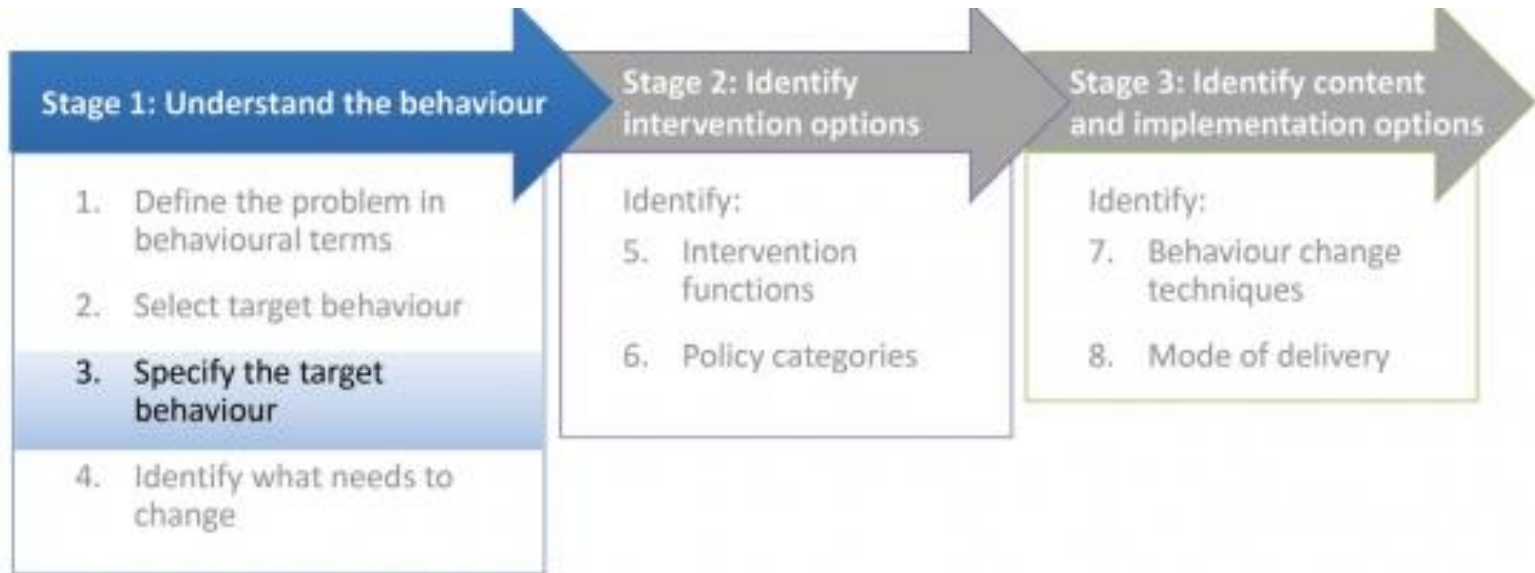 Stage 1: Understand the behaviour
1. Define the problem in
behavioural terms
2. Select target behaviour
3. Specify the target
behaviour
4. Identify what needs to
change
Stage 2: Identify
intervention options
Identify:
5. Intervention
functions
6. Policy categories
Stage 3: Identify content
and implementation options
Identify:
7. Behaviour change
techniques
8. Mode of delivery